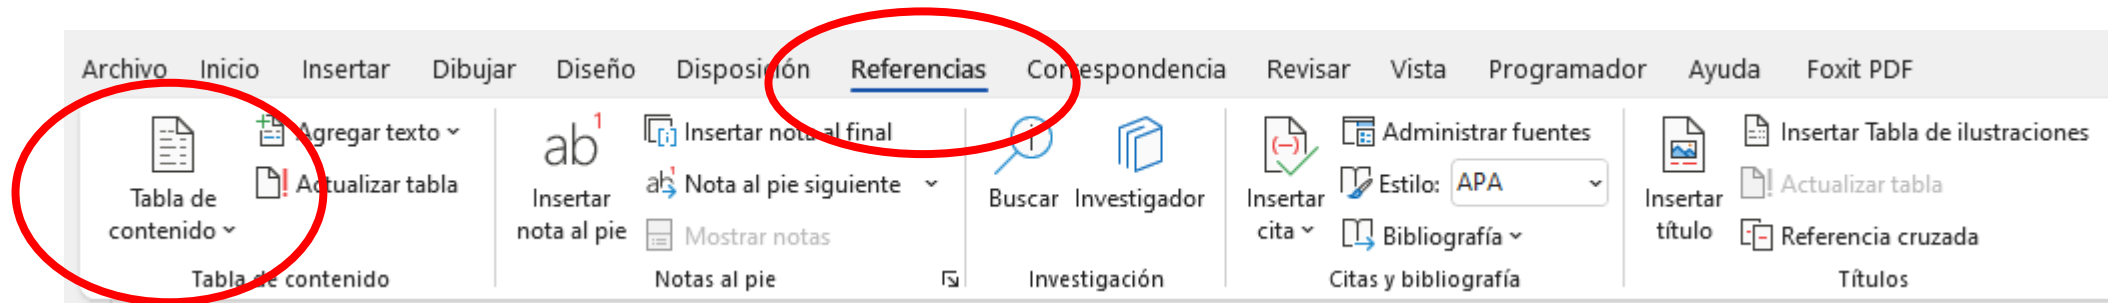 Archivo Inicio Insertar Dibujar Diseño Disposición Referencias Correspondencia Revisar Vista Programador Ayuda Foxit PDF
Tabla de
contenido
Agregar texto
Actualizar tabla
Tabla de contenido
ab¹
Insertar
nota al pie
[i] Insertar nota al final
ab¹ Nota al pie siguiente
Mostrar notas
Notas al pie
Buscar
Investigador
Investigación
(-)
Insertar
cita
Administrar fuentes
Estilo: APA
Bibliografía
Citas y bibliografía
Insertar
título
Insertar Tabla de ilustraciones
Actualizar tabla
Referencia cruzada
Títulos